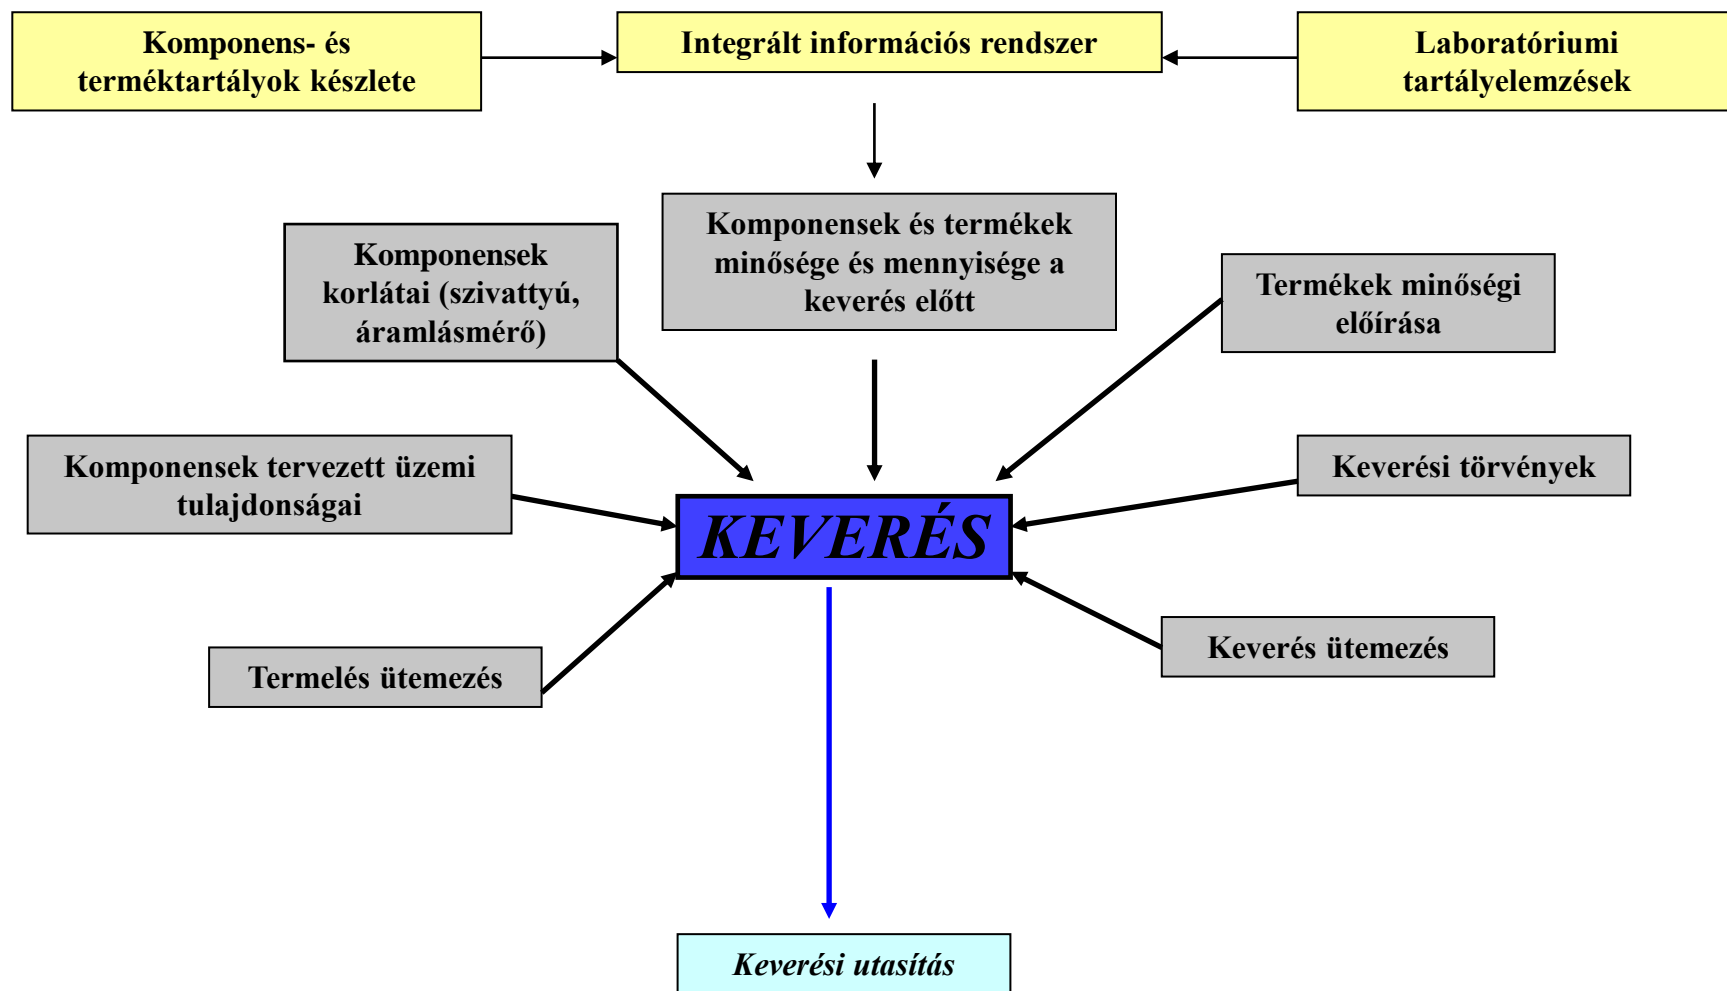 Komponens- és
terméktartályok készlete
Integrált információs rendszer
Laboratóriumi
tartályelemzések
Komponensek és termékek
minősége és mennyisége a
keverés előtt
Komponensek
korlátai (szivattyú,
áramlásmérő)
Termékek minőségi
előírása
Komponensek tervezett üzemi
tulajdonságai
Keverési törvények
KEVERÉS
Termelés ütemezés
Keverés ütemezés
Keverési utasítás